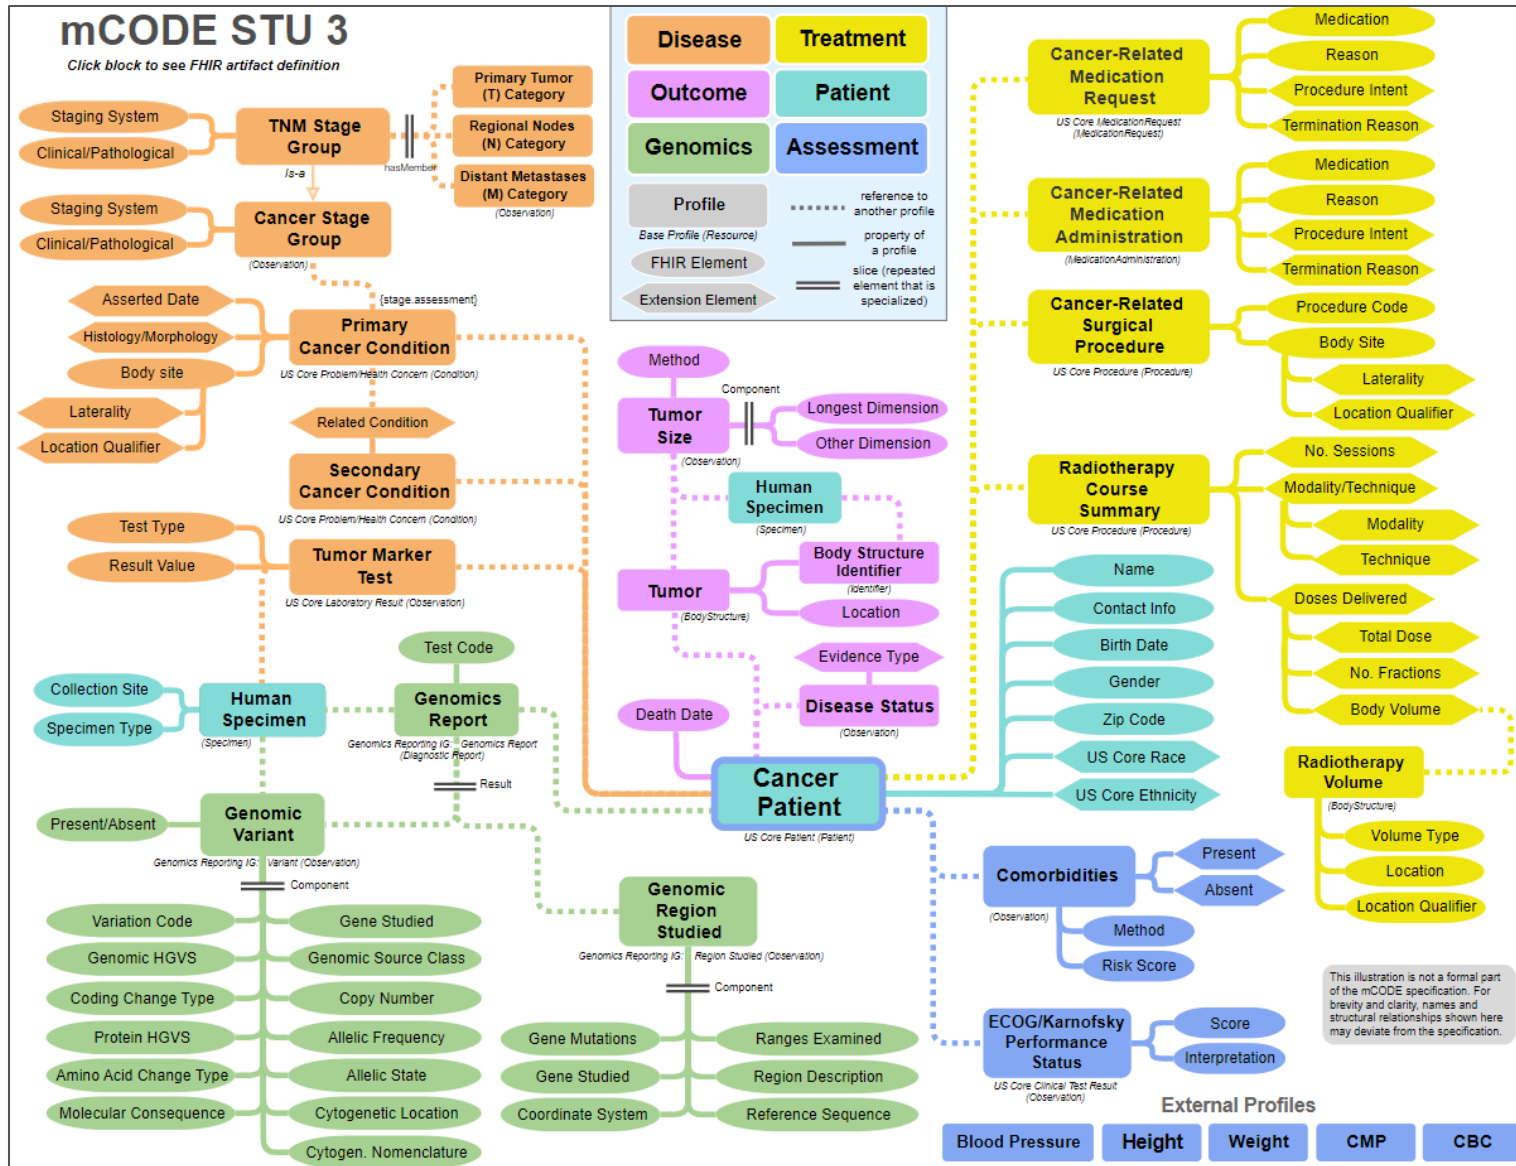 mCODE STU 3
Click block to see FHIR artifact definition
Staging System
Clinical/Pathological
TNM Stage
Group
Is-a
hasMember
Primary Tumor
(T) Category
Regional Nodes
(N) Category
Distant Metastases
(M) Category
(Observation)
Staging System
Clinical/Pathological
Cancer Stage
Group
(Observation)
{stage.assessment}
Asserted Date
Histology/Morphology
Body site
Laterality
Location Qualifier
Primary
Cancer Condition
US Core Problem/Health Concern (Condition)
Related Condition
Secondary
Cancer Condition
US Core Problem/Health Concern (Condition)
Test Type
Result Value
Tumor Marker
Test
US Core Laboratory Result (Observation)
Disease
Treatment
Outcome
Patient
Genomics
Assessment
Profile
Base Profile (Resource)
FHIR Element
Extension Element
reference to
another profile
property of
a profile
slice (repeated
element that is
specialized)
Method
Tumor
Size
(Observation)
Component
Longest Dimension
Other Dimension
Human
Specimen
(Specimen)
Tumor
(BodyStructure)
Body Structure
Identifier
(Identifier)
Location
Evidence Type
Disease Status
(Observation)
Death Date
Cancer
Patient
US Core Patient (Patient)
Cancer-Related
Medication
Request
US Core MedicationRequest
(MedicationRequest)
Medication
Reason
Procedure Intent
Termination Reason
Cancer-Related
Medication
Administration
(MedicationAdministration)
Medication
Reason
Procedure Intent
Termination Reason
Cancer-Related
Surgical
Procedure
US Core Procedure (Procedure)
Procedure Code
Body Site
Laterality
Location Qualifier
Radiotherapy
Course
Summary
US Core Procedure (Procedure)
No. Sessions
Modality/Technique
Modality
Technique
Doses Delivered
Total Dose
No. Fractions
Body Volume
Radiotherapy
Volume
(BodyStructure)
Volume Type
Location
Location Qualifier
Name
Contact Info
Birth Date
Gender
Zip Code
US Core Race
US Core Ethnicity
Collection Site
Specimen Type
Human
Specimen
(Specimen)
Test Code
Genomics
Report
Genomics Reporting IG: Genomics Report
(Diagnostic Report)
Result
Present/Absent
Genomic
Variant
Genomics Reporting IG: Variant (Observation)
Component
Variation Code
Gene Studied
Genomic HGVS
Genomic Source Class
Coding Change Type
Copy Number
Protein HGVS
Allelic Frequency
Amino Acid Change Type
Allelic State
Molecular Consequence
Cytogenetic Location
Cytogen. Nomenclature
Genomic
Region
Studied
Genomics Reporting IG: Region Studied (Observation)
Component
Gene Mutations
Ranges Examined
Gene Studied
Region Description
Coordinate System
Reference Sequence
Comorbidities
(Observation)
Present
Absent
Method
Risk Score
ECOG/Karnofsky
Performance
Status
US Core Clinical Test Result
(Observation)
Score
Interpretation
This illustration is not a formal part
of the mCODE specification. For
brevity and clarity, names and
structural relationships shown here
may deviate from the specification.
External Profiles
Blood Pressure
Height
Weight
CMP
CBC